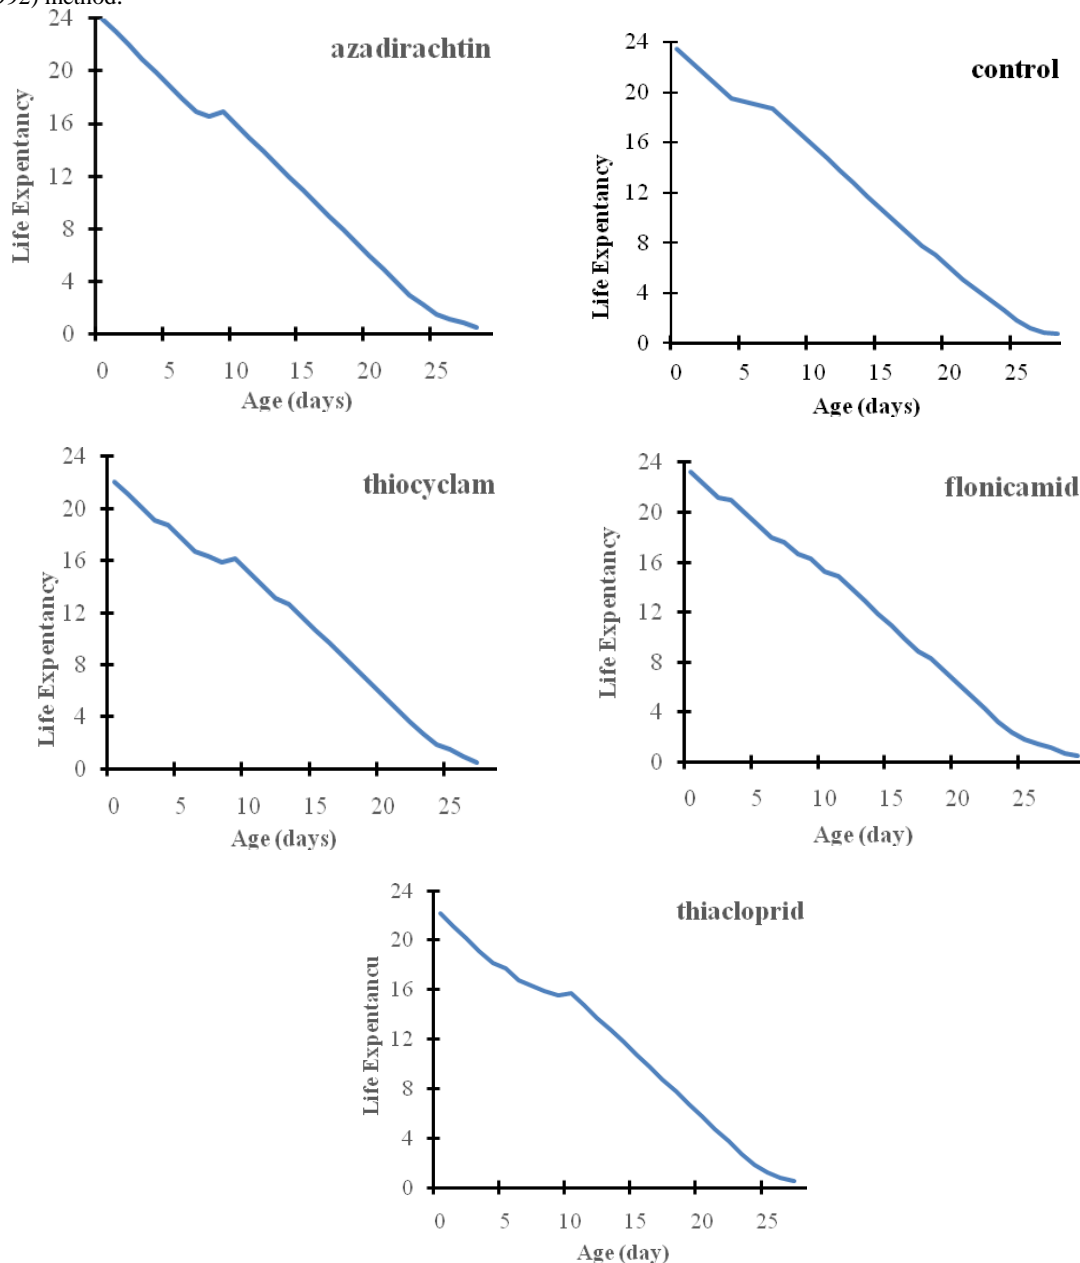 992) method.
azadirachtin
24
20
16
12
8
4
0
Life Expentancy
0 5 10 15 20 25
Age (days)
control
24
20
16
12
8
4
0
Life Expentancy
0 5 10 15 20 25
Age (days)
thiocyclam
24
20
16
12
8
4
0
Life Expentancy
0 5 10 15 20 25
Age (days)
flonicamid
24
20
16
12
8
4
0
Life Expentancy
0 5 10 15 20 25
Age (day)
thiacloprid
24
20
16
12
8
4
0
Life Expentancu
0 5 10 15 20 25
Age (day)